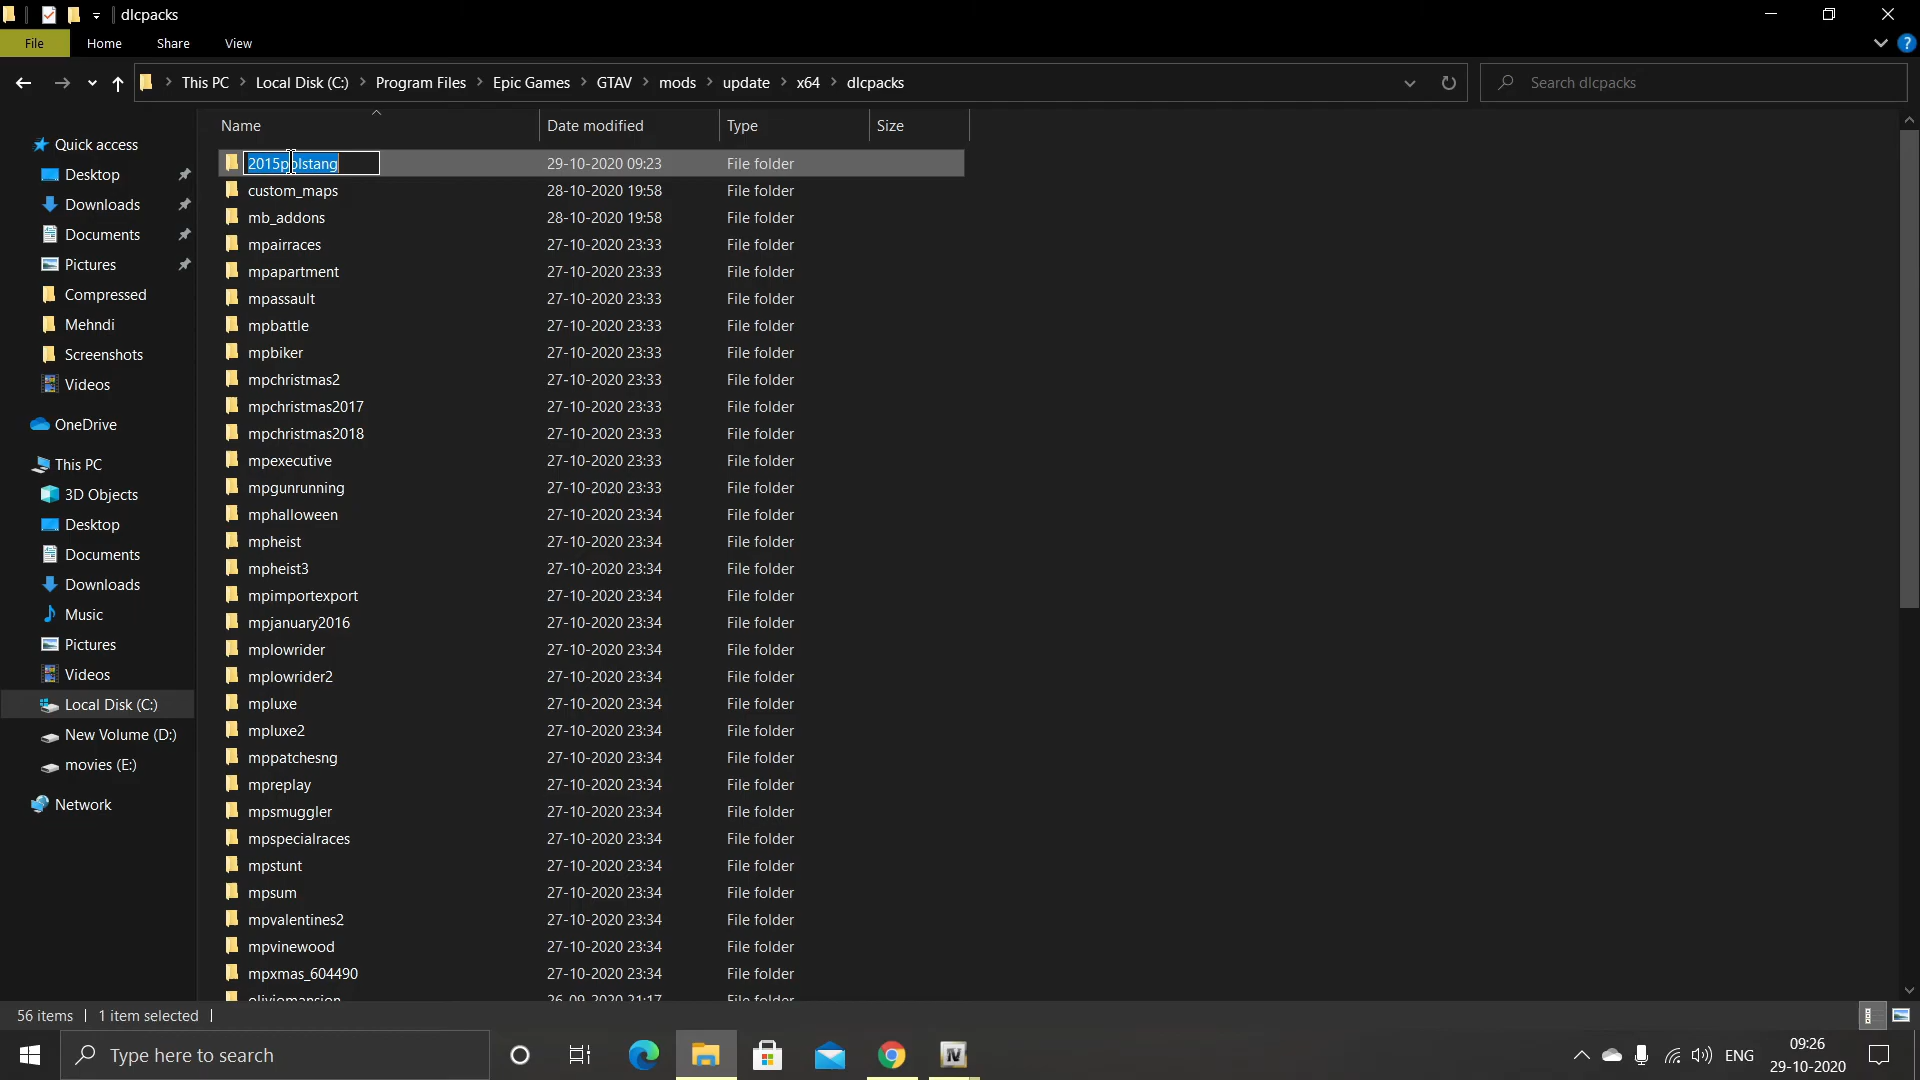 dlcpacks
File Home Share View
This PC Local Disk (C:) Program Files Epic Games GTAV mods update x64 dlcpacks Search dlcpacks
Name Date modified Type Size
Quick access
Desktop
Downloads
Documents
Pictures
Compressed
Mehndi
Screenshots
Videos
OneDrive
This PC
3D Objects
Desktop
Documents
Downloads
Music
Pictures
Videos
Local Disk (C:)
New Volume (D:)
movies (E:)
Network
2015polstang 29-10-2020 09:23 File folder
custom_maps 28-10-2020 19:58 File folder
mb_addons 28-10-2020 19:58 File folder
mpairraces 27-10-2020 23:33 File folder
mpapartment 27-10-2020 23:33 File folder
mpassault 27-10-2020 23:33 File folder
mpbattle 27-10-2020 23:33 File folder
mpbiker 27-10-2020 23:33 File folder
mpchristmas2 27-10-2020 23:33 File folder
mpchristmas2017 27-10-2020 23:33 File folder
mpchristmas2018 27-10-2020 23:33 File folder
mpexecutive 27-10-2020 23:33 File folder
mpgunrunning 27-10-2020 23:33 File folder
mphalloween 27-10-2020 23:34 File folder
mpheist 27-10-2020 23:34 File folder
mpheist3 27-10-2020 23:34 File folder
mpimportexport 27-10-2020 23:34 File folder
mpjanuary2016 27-10-2020 23:34 File folder
mplowrider 27-10-2020 23:34 File folder
mplowrider2 27-10-2020 23:34 File folder
mpluxe 27-10-2020 23:34 File folder
mpluxe2 27-10-2020 23:34 File folder
mppatchesng 27-10-2020 23:34 File folder
mpreplay 27-10-2020 23:34 File folder
mpsmuggler 27-10-2020 23:34 File folder
mpspecialraces 27-10-2020 23:34 File folder
mpstunt 27-10-2020 23:34 File folder
mpsum 27-10-2020 23:34 File folder
mpvalentines2 27-10-2020 23:34 File folder
mpvinewood 27-10-2020 23:34 File folder
mpxmas_604490 27-10-2020 23:34 File folder
oliviomansion 26-09-2020 21:17 File folder
56 items 1 item selected
Type here to search
IV
ENG
09:26
29-10-2020